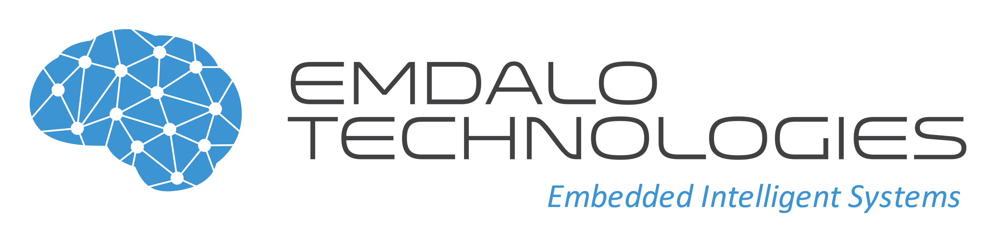 EMDALO
TECHNOLOGIES
Embedded Intelligent Systems